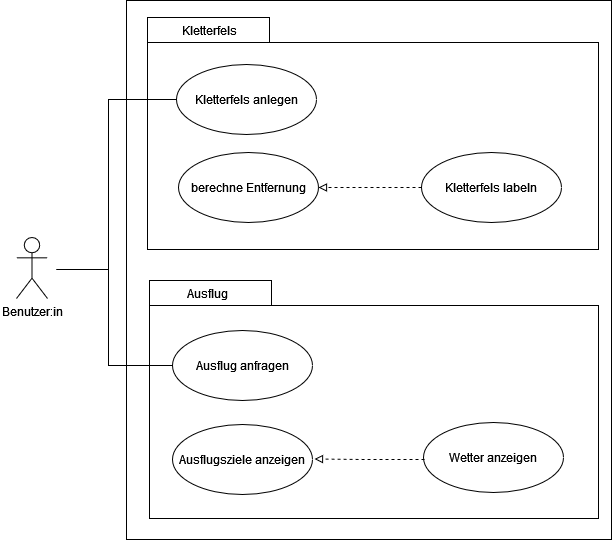 Kletterfels
Kletterfels anlegen
berechne Entfernung
Kletterfels labeln
Benutzer:in
Ausflug
Ausflug anfragen
Ausflugsziele anzeigen
Wetter anzeigen